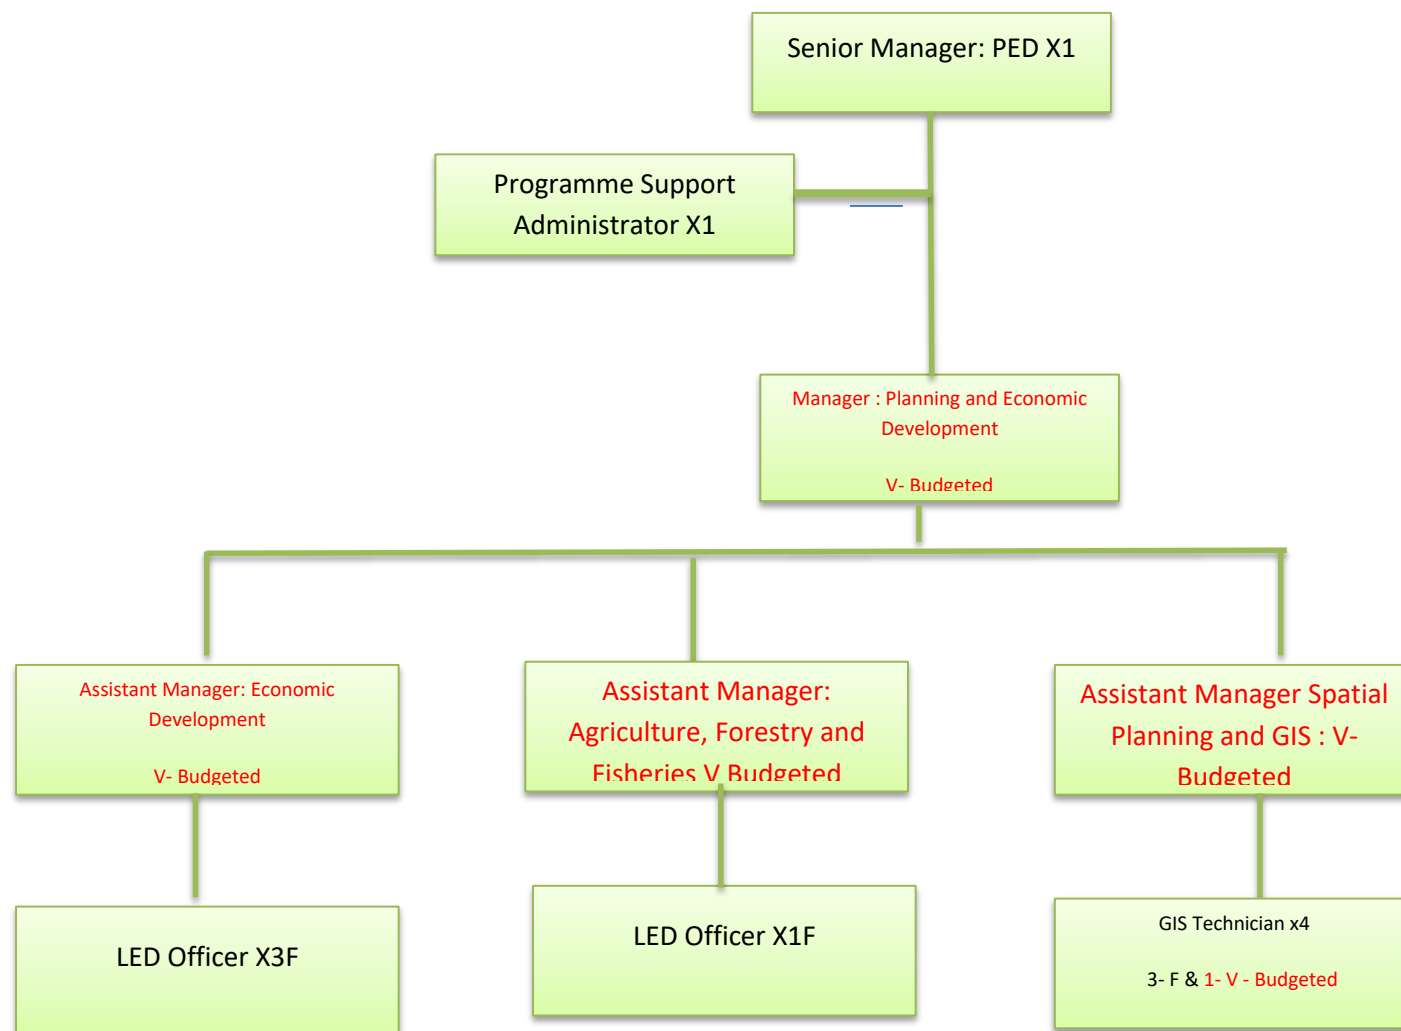 Senior Manager: PED X1
Programme Support
Administrator X1
Manager : Planning and Economic
Development
V- Budgeted
Assistant Manager: Economic
Development
V- Budgeted
Assistant Manager:
Agriculture, Forestry and
Fisheries V Budgeted
Assistant Manager Spatial
Planning and GIS : V-
Budgeted
LED Officer X3F
LED Officer X1F
GIS Technician x4
3- F & 1- V - Budgeted